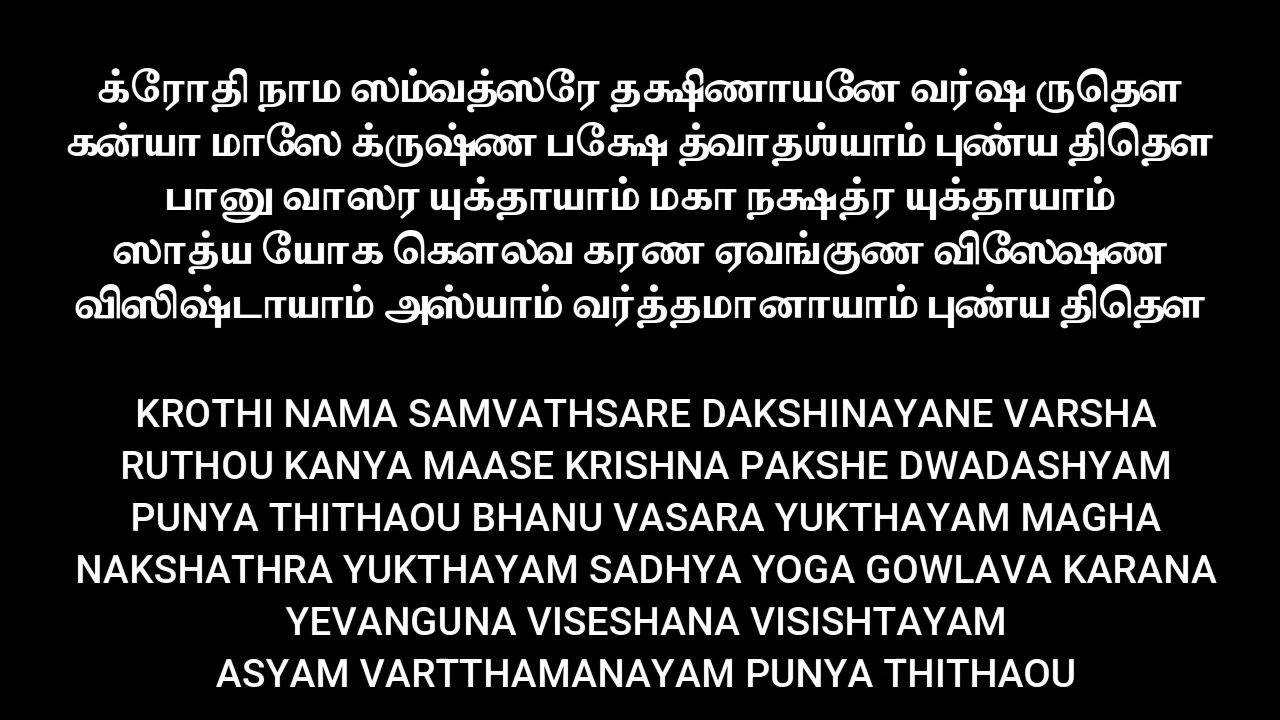 க்ரோதி நாம ஸம்வத்ஸரே தக்ஷிணாயனே வர்ஷ ருதௌ
கன்யா மாஸே க்ருஷ்ண பக்ஷே த்வாதஶ்யாம் புண்ய திதௌ
பானு வாஸர யுக்தாயாம் மகா நக்ஷத்ர யுக்தாயாம்
ஸாத்ய யோக கௌலவ கரண ஏவங்குண விஸேஷண
விஸிஷ்டாயாம் அஸ்யாம் வர்த்தமானாயாம் புண்ய திதௌ
KROTHI NAMA SAMVATHSARE DAKSHINAYANE VARSHA
RUTHOU KANYA MAASE KRISHNA PAKSHE DWADASHYAM
PUNYA THITHAOU BHANU VASARA YUKTHAYAM MAGHA
NAKSHATHRA YUKTHAYAM SADHYA YOGA GOWLAVA KARANA
YEVANGUNA VISESHANA VISISHTAYAM
ASYAM VARTTHAMANAYAM PUNYA THITHAOU